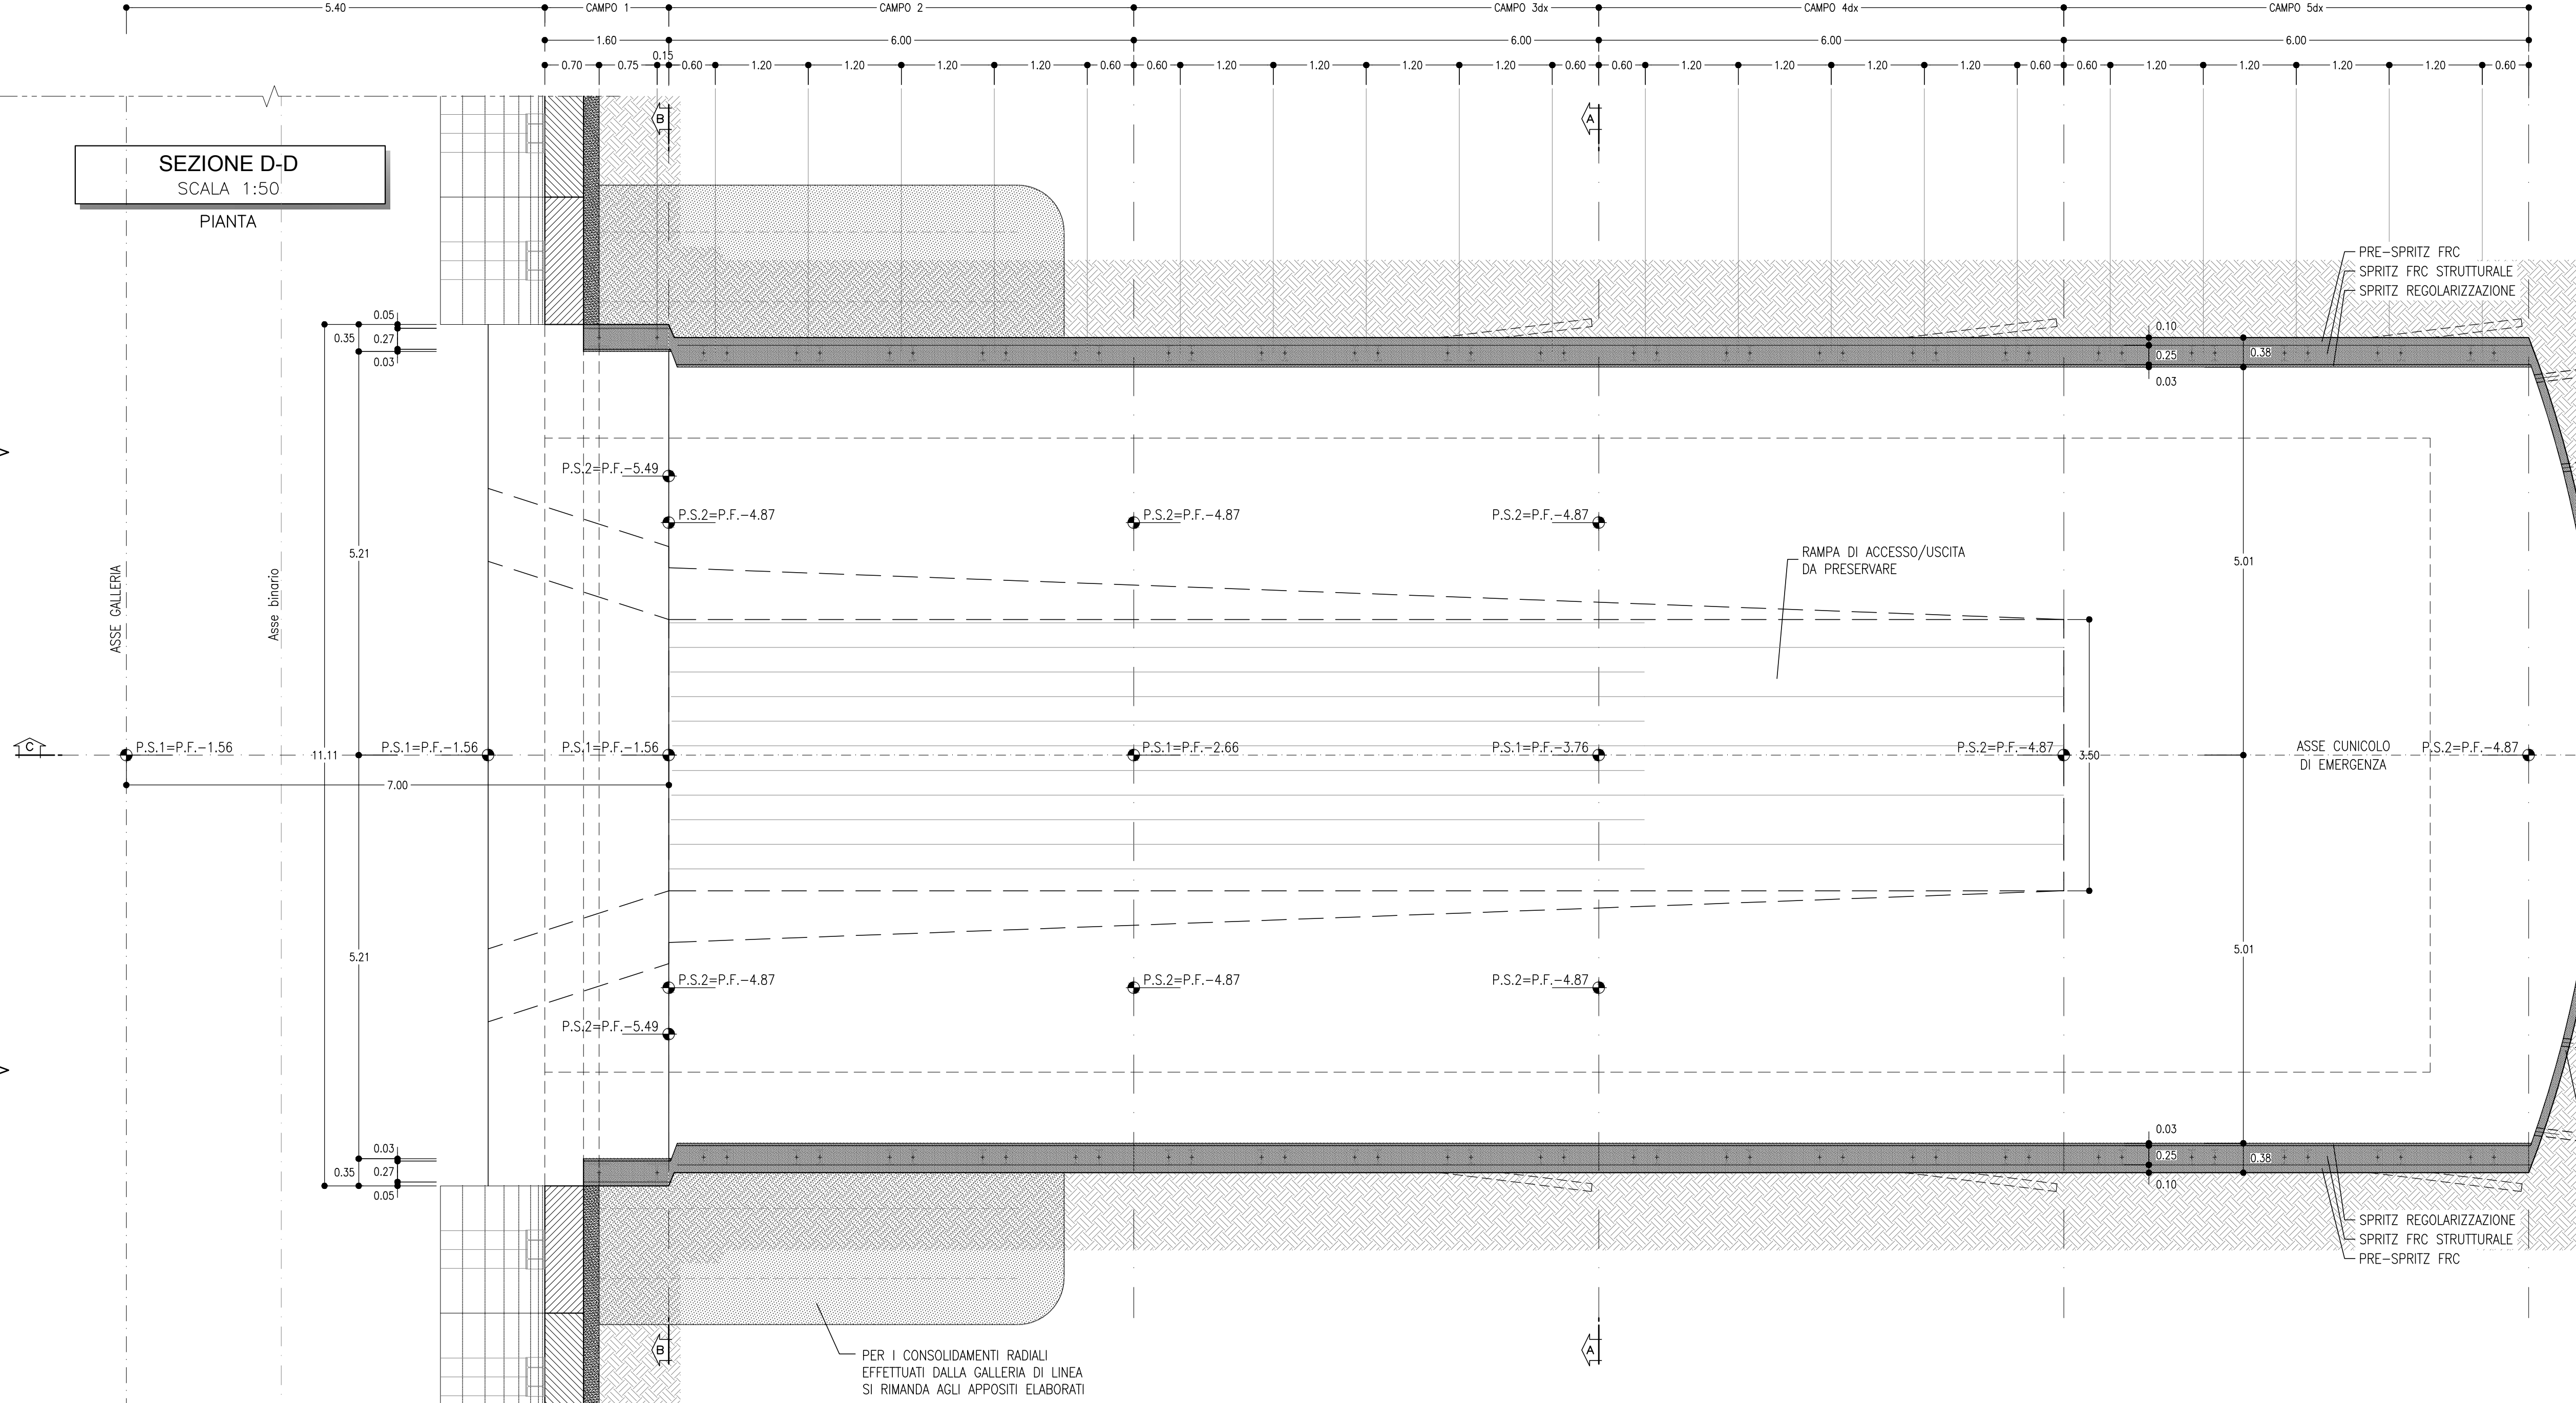 5.40 CAMPO 1 CAMPO 2 CAMPO 3dx CAMPO 4dx CAMPO 5dx
1.60 6.00 6.00 6.00 6.00
0.15
0.70 0.75 0.60 1.20 1.20 1.20 1.20 0.60 0.60 1.20 1.20 1.20 1.20 0.60 0.60 1.20 1.20 1.20 1.20 0.60 0.60 1.20 1.20 1.20 1.20 0.60
B A
SEZIONE D-D
SCALA 1:50
PIANTA
PRE-SPRITZ FRC
SPRITZ FRC STRUTTURALE
SPRITZ REGOLARIZZAZIONE
0.05
0.35 0.27
0.03
0.10
0.25 0.38
0.03
P.S.2=P.F.-5.49
P.S.2=P.F.-4.87 P.S.2=P.F.-4.87 P.S.2=P.F.-4.87
5.21
RAMPA DI ACCESSO/USCITA
DA PRESERVARE
5.01
ASSE GALLERIA
Asse binario
C
P.S.1=P.F.-1.56 P.S.1=P.F.-1.56 P.S.1=P.F.-1.56 P.S.1=P.F.-2.66 P.S.1=P.F.-3.76 P.S.2=P.F.-4.87
11.11
3.50
ASSE CUNICOLO
DI EMERGENZA
P.S.2=P.F.-4.87
7.00
5.21
5.01
P.S.2=P.F.-4.87 P.S.2=P.F.-4.87 P.S.2=P.F.-4.87
P.S.2=P.F.-5.49
0.03
0.35 0.27
0.05
0.03
0.25 0.38
0.10
SPRITZ REGOLARIZZAZIONE
SPRITZ FRC STRUTTURALE
PRE-SPRITZ FRC
B A
PER I CONSOLIDAMENTI RADIALI
EFFETTUATI DALLA GALLERIA DI LINEA
SI RIMANDA AGLI APPOSITI ELABORATI